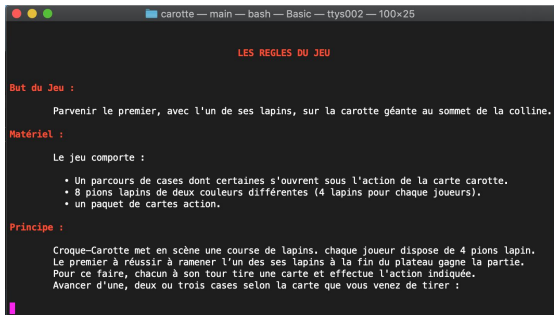 carotte — main — bash — Basic — ttys002 — 100×25
LES REGLES DU JEU
But du Jeu :
Parvenir le premier, avec l'un de ses lapins, sur la carotte géante au sommet de la colline.
Matériel :
Le jeu comporte :
• Un parcours de cases dont certaines s'ouvrent sous l'action de la carte carotte.
• 8 pions lapins de deux couleurs différentes (4 lapins pour chaque joueurs).
• un paquet de cartes action.
Principe :
Croque-Carotte met en scène une course de lapins. chaque joueur dispose de 4 pions lapin.
Le premier à réussir à ramener l'un des ses lapins à la fin du plateau gagne la partie.
Pour ce faire, chacun à son tour tire une carte et effectue l'action indiquée.
Avancer d'une, deux ou trois cases selon la carte que vous venez de tirer :